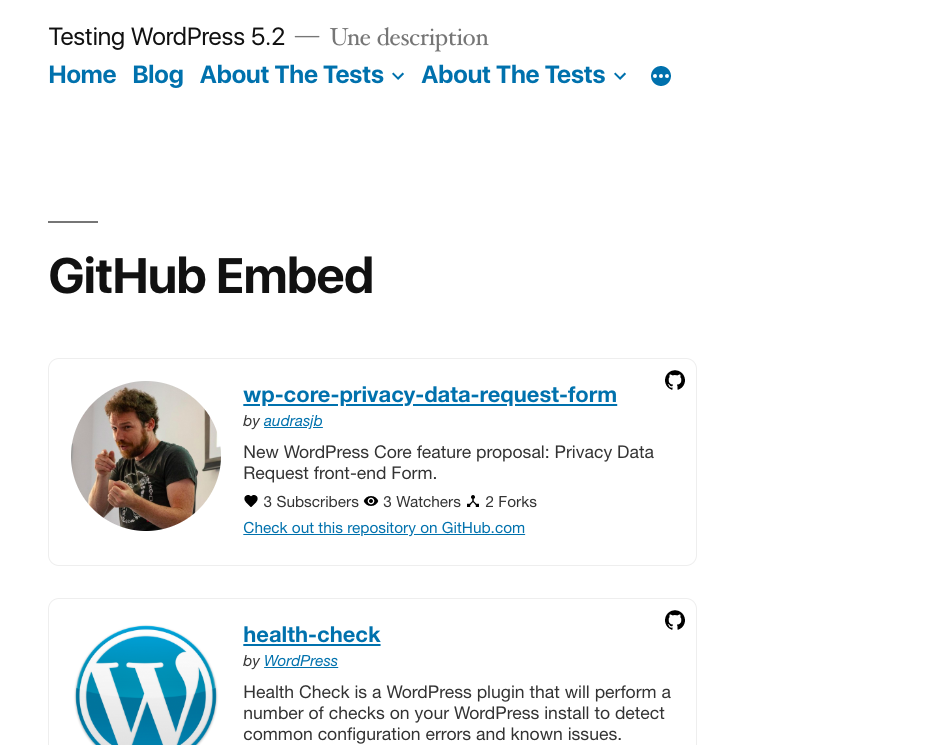 Testing WordPress 5.2 — Une description
Home Blog About The Tests About The Tests
GitHub Embed
wp-core-privacy-data-request-form
by audrasjb
New WordPress Core feature proposal: Privacy Data
Request front-end Form.
3 Subscribers 3 Watchers 2 Forks
Check out this repository on GitHub.com
health-check
by WordPress
Health Check is a WordPress plugin that will perform a
number of checks on your WordPress install to detect
common configuration errors and known issues.